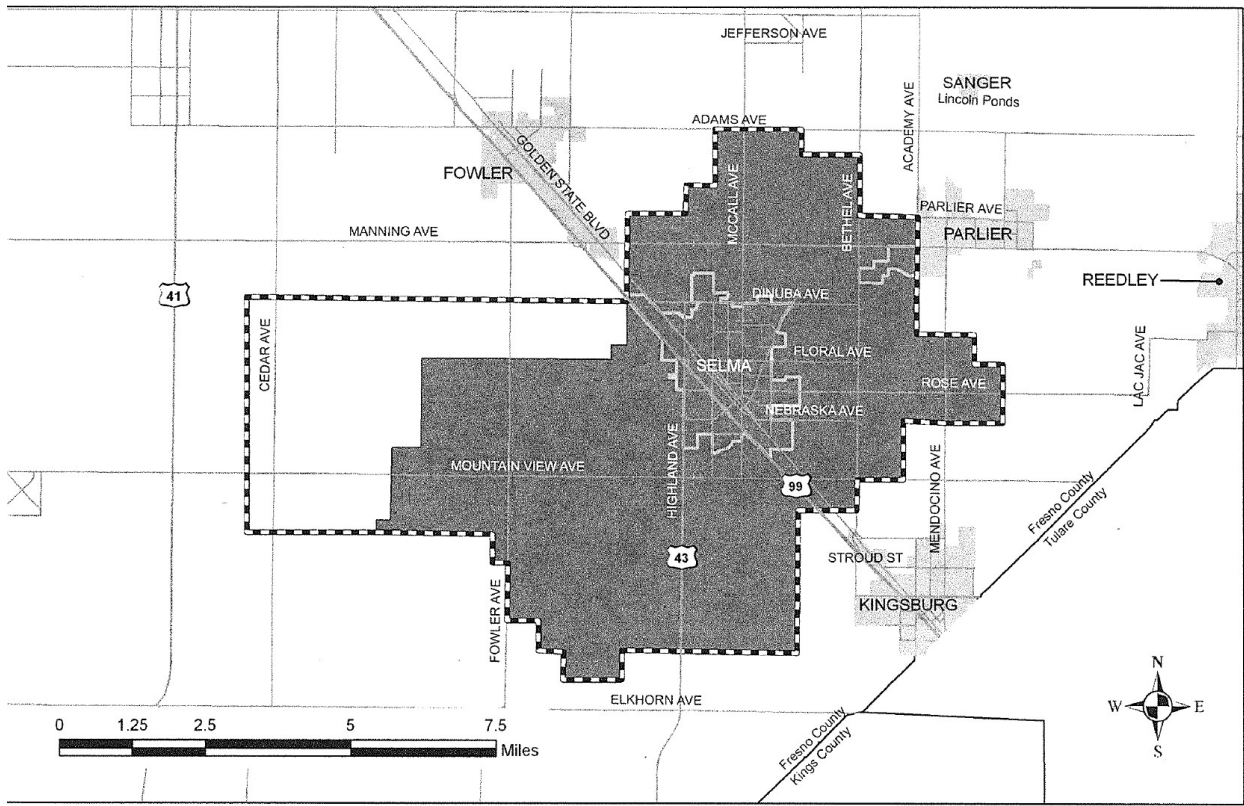 JEFFERSON AVE
SANGER
Lincoln Ponds
ACADEMY AVE
ADAMS AVE
GOLDEN STATE BLVD
FOWLER
MCCALL AVE
BETHEL AVE
PARLIER AVE
PARLIER
MANNING AVE
REEDLEY
41
DINUBA AVE
CEDAR AVE
FLORAL AVE
SELMA
LAC JAC AVE
ROSE AVE
NEBRASKA AVE
HIGHLAND AVE
MOUNTAIN VIEW AVE
99
MENDOCINO AVE
Fresno County
Tulare County
43
STROUD ST
KINGSBURG
FOWLER AVE
ELKHORN AVE
N
W
E
S
0 1.25 2.5 5 7.5
Miles
Fresno County
Kings County